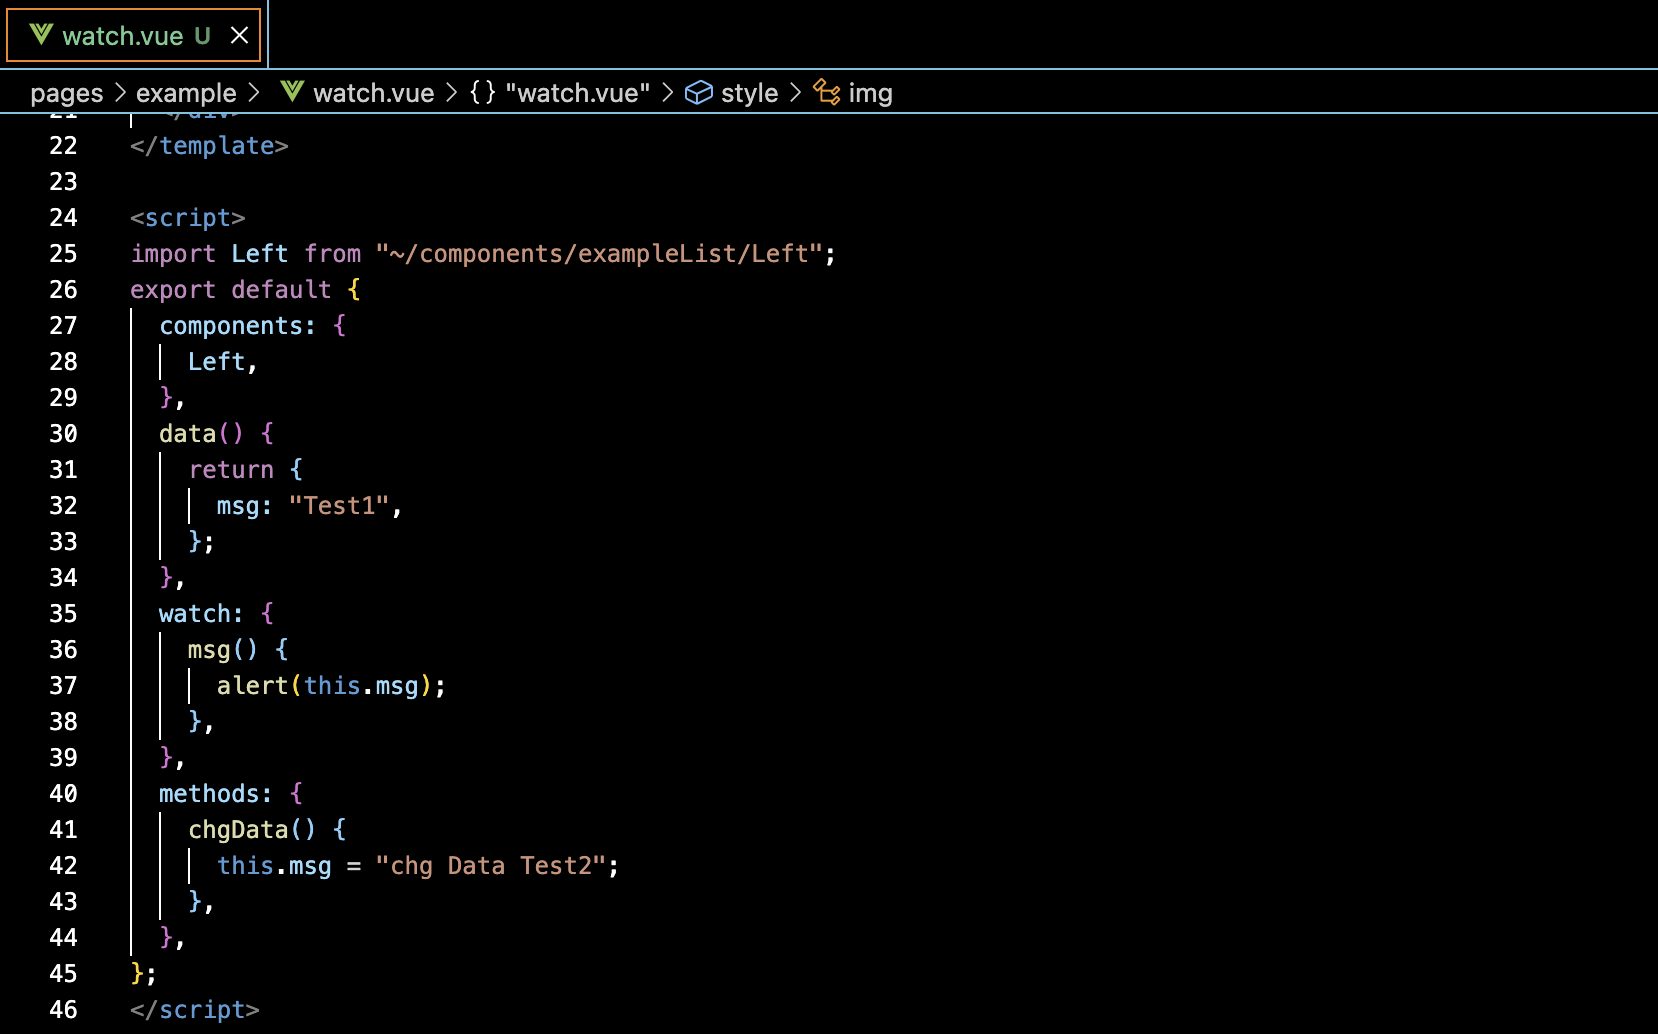 watch.vue U
pages > example > watch.vue > {} "watch.vue" > style > img
21 </div>
22 </template>
23
24 <script>
25 import Left from "~/components/exampleList/Left";
26 export default {
27 components: {
28 Left,
29 },
30 data() {
31 return {
32 msg: "Test1",
33 };
34 },
35 watch: {
36 msg() {
37 alert(this.msg);
38 },
39 },
40 methods: {
41 chgData() {
42 this.msg = "chg Data Test2";
43 },
44 },
45 };
46 </script>